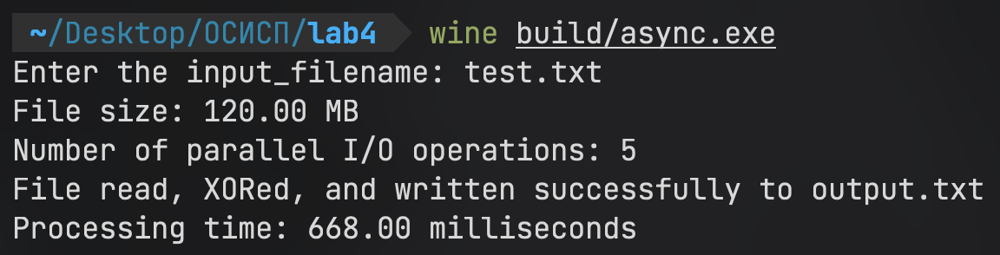 ~/Desktop/ОСИСП/lab4 wine build/async.exe
Enter the input_filename: test.txt
File size: 120.00 MB
Number of parallel I/O operations: 5
File read, XORed, and written successfully to output.txt
Processing time: 668.00 milliseconds